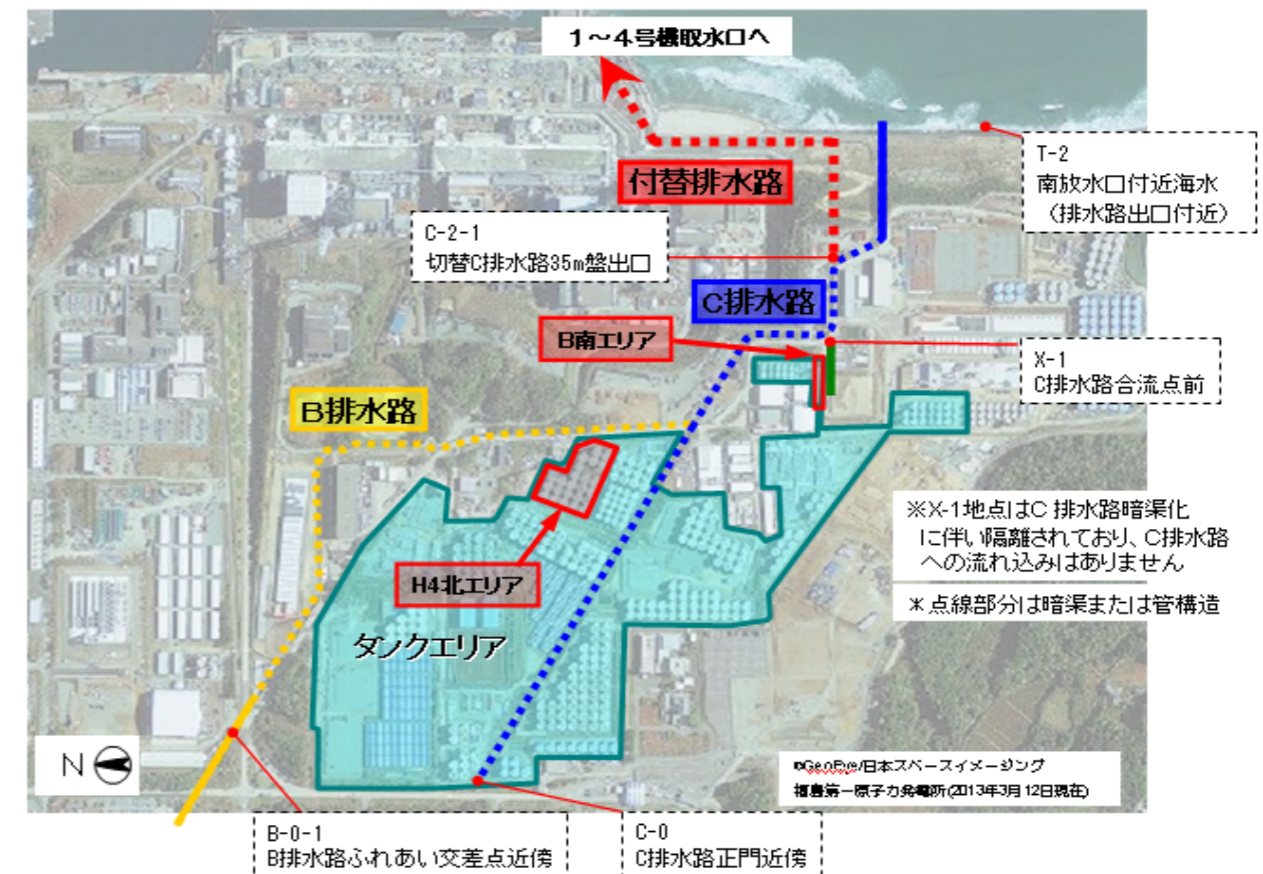 1～4号機取水口へ
T-2
南放水口付近海水
（排水路出口付近）
付替排水路
C-2-1
切替C排水路35m盤出口
C排水路
B南エリア
X-1
C排水路合流点前
B排水路
※X-1地点はC 排水路暗渠化
に伴い隔離されており、C排水路
への流れ込みはありません
H4北エリア
＊点線部分は暗渠または管構造
タンクエリア
N
©GeoEye/日本スペースイメージング
福島第一原子力発電所(2013年3月12日現在)
B-0-1
B排水路ふれあい交差点近傍
C-0
C排水路正門近傍